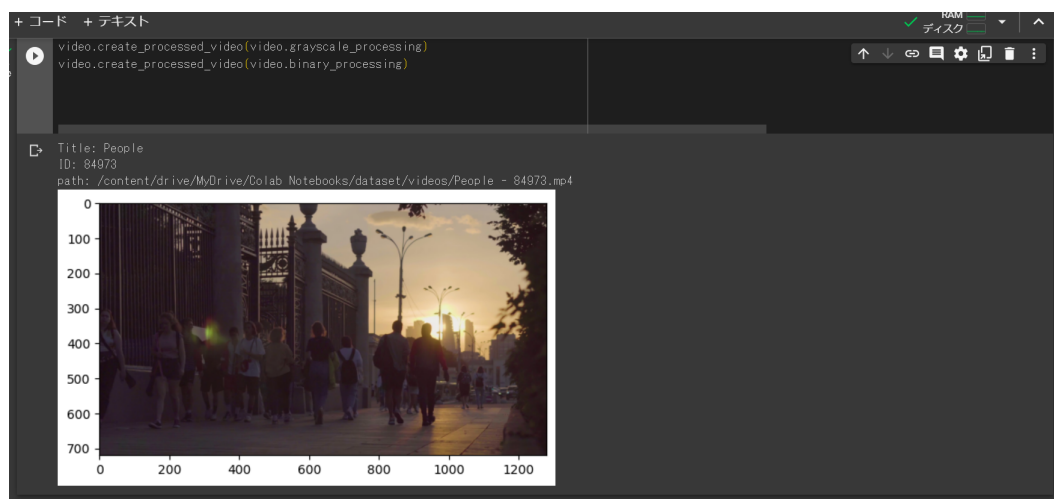 + コード + テキスト
RAM
ディスク
video.create_processed_video(video.grayscale_processing)
video.create_processed_video(video.binary_processing)
Title: People
ID: 84973
path: /content/drive/MyDrive/Colab Notebooks/dataset/videos/People - 84973.mp4
0
100
200
300
400
500
600
700
0 200 400 600 800 1000 1200